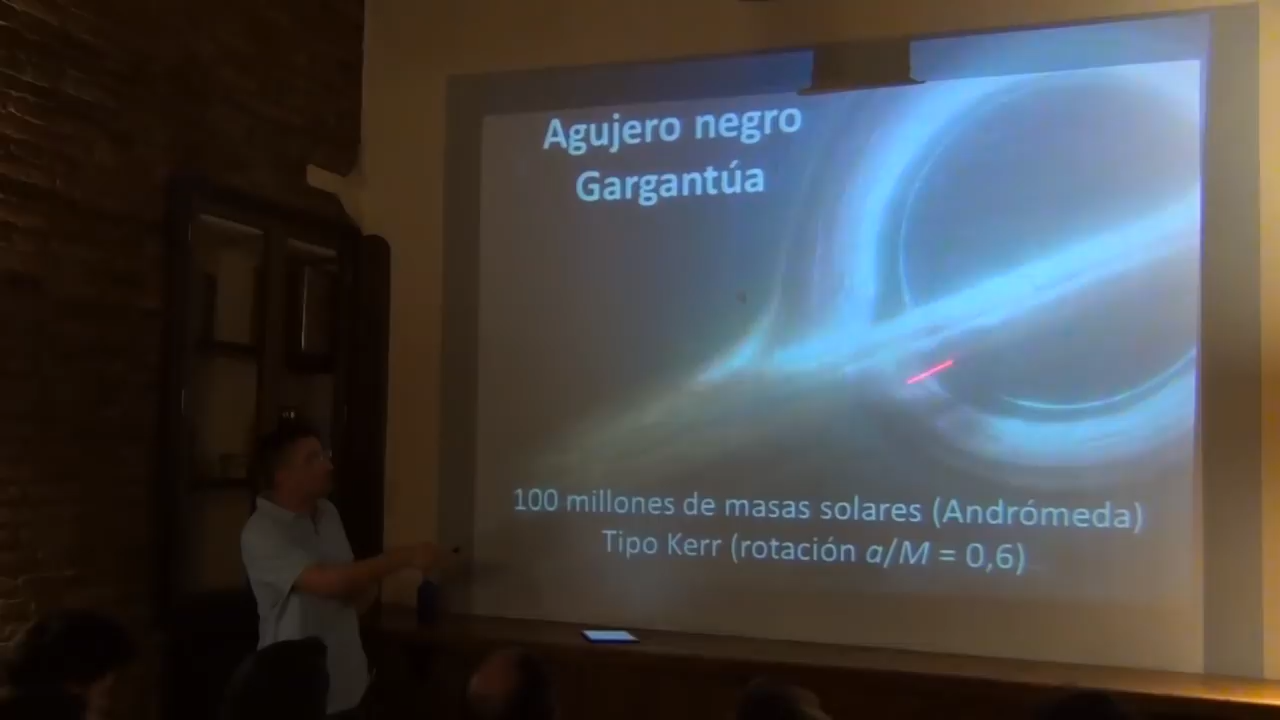 Agujero negro
Gargantúa
100 millones de masas solares (Andrómeda)
Tipo Kerr (rotación a/M = 0,6)